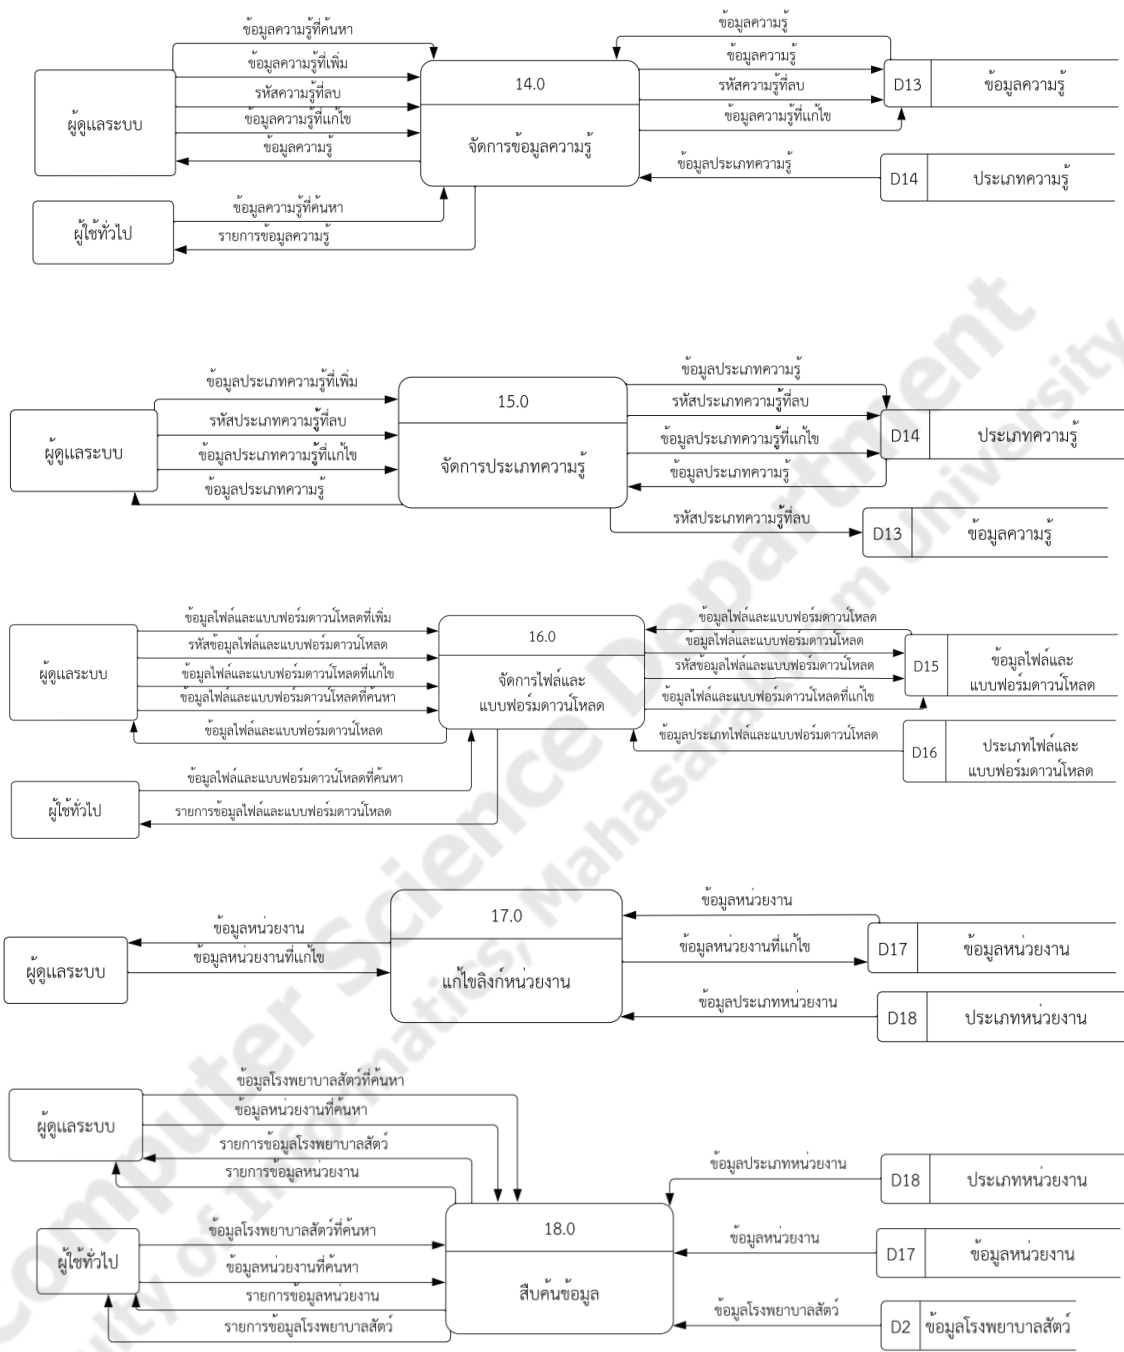 ข้อมูลความรู้ที่ค้นหา
ข้อมูลความรู้ที่เพิ่ม
รหัสความรู้ที่ลบ
ข้อมูลความรู้ที่แก้ไข
ข้อมูลความรู้
ผู้ดูแลระบบ
ข้อมูลความรู้ที่ค้นหา
รายการข้อมูลความรู้
ผู้ใช้ทั่วไป
14.0
จัดการข้อมูลความรู้
ข้อมูลความรู้
ข้อมูลความรู้
รหัสความรู้ที่ลบ
ข้อมูลความรู้ที่แก้ไข
ข้อมูลประเภทความรู้
D13 ข้อมูลความรู้
D14 ประเภทความรู้
ข้อมูลประเภทความรู้ที่เพิ่ม
รหัสประเภทความรู้ที่ลบ
ข้อมูลประเภทความรู้ที่แก้ไข
ข้อมูลประเภทความรู้
ผู้ดูแลระบบ
15.0
จัดการประเภทความรู้
ข้อมูลประเภทความรู้
รหัสประเภทความรู้ที่ลบ
ข้อมูลประเภทความรู้ที่แก้ไข
ข้อมูลประเภทความรู้
รหัสประเภทความรู้ที่ลบ
D14 ประเภทความรู้
D13 ข้อมูลความรู้
ข้อมูลไฟล์และแบบฟอร์มดาวน์โหลดที่เพิ่ม
รหัสข้อมูลไฟล์และแบบฟอร์มดาวน์โหลด
ข้อมูลไฟล์และแบบฟอร์มดาวน์โหลดที่แก้ไข
ข้อมูลไฟล์และแบบฟอร์มดาวน์โหลดที่ค้นหา
ข้อมูลไฟล์และแบบฟอร์มดาวน์โหลด
ผู้ดูแลระบบ
ข้อมูลไฟล์และแบบฟอร์มดาวน์โหลดที่ค้นหา
รายการข้อมูลไฟล์และแบบฟอร์มดาวน์โหลด
ผู้ใช้ทั่วไป
16.0
จัดการไฟล์และ
แบบฟอร์มดาวน์โหลด
ข้อมูลไฟล์และแบบฟอร์มดาวน์โหลด
ข้อมูลไฟล์และแบบฟอร์มดาวน์โหลด
รหัสข้อมูลไฟล์และแบบฟอร์มดาวน์โหลด
ข้อมูลไฟล์และแบบฟอร์มดาวน์โหลดที่แก้ไข
ข้อมูลประเภทไฟล์และแบบฟอร์มดาวน์โหลด
D15 ข้อมูลไฟล์และ
แบบฟอร์มดาวน์โหลด
D16 ประเภทไฟล์และ
แบบฟอร์มดาวน์โหลด
ข้อมูลหน่วยงาน
ข้อมูลหน่วยงานที่แก้ไข
ผู้ดูแลระบบ
17.0
แก้ไขลิงก์หน่วยงาน
ข้อมูลหน่วยงาน
ข้อมูลหน่วยงานที่แก้ไข
ข้อมูลประเภทหน่วยงาน
D17 ข้อมูลหน่วยงาน
D18 ประเภทหน่วยงาน
ข้อมูลโรงพยาบาลสัตว์ที่ค้นหา
ข้อมูลหน่วยงานที่ค้นหา
รายการข้อมูลโรงพยาบาลสัตว์
รายการข้อมูลหน่วยงาน
ผู้ดูแลระบบ
ข้อมูลโรงพยาบาลสัตว์ที่ค้นหา
ข้อมูลหน่วยงานที่ค้นหา
รายการข้อมูลหน่วยงาน
รายการข้อมูลโรงพยาบาลสัตว์
ผู้ใช้ทั่วไป
18.0
สืบค้นข้อมูล
ข้อมูลประเภทหน่วยงาน
ข้อมูลหน่วยงาน
ข้อมูลโรงพยาบาลสัตว์
D18 ประเภทหน่วยงาน
D17 ข้อมูลหน่วยงาน
D2 ข้อมูลโรงพยาบาลสัตว์
Computer Science Department
Faculty of Informatics, Mahasarakham University